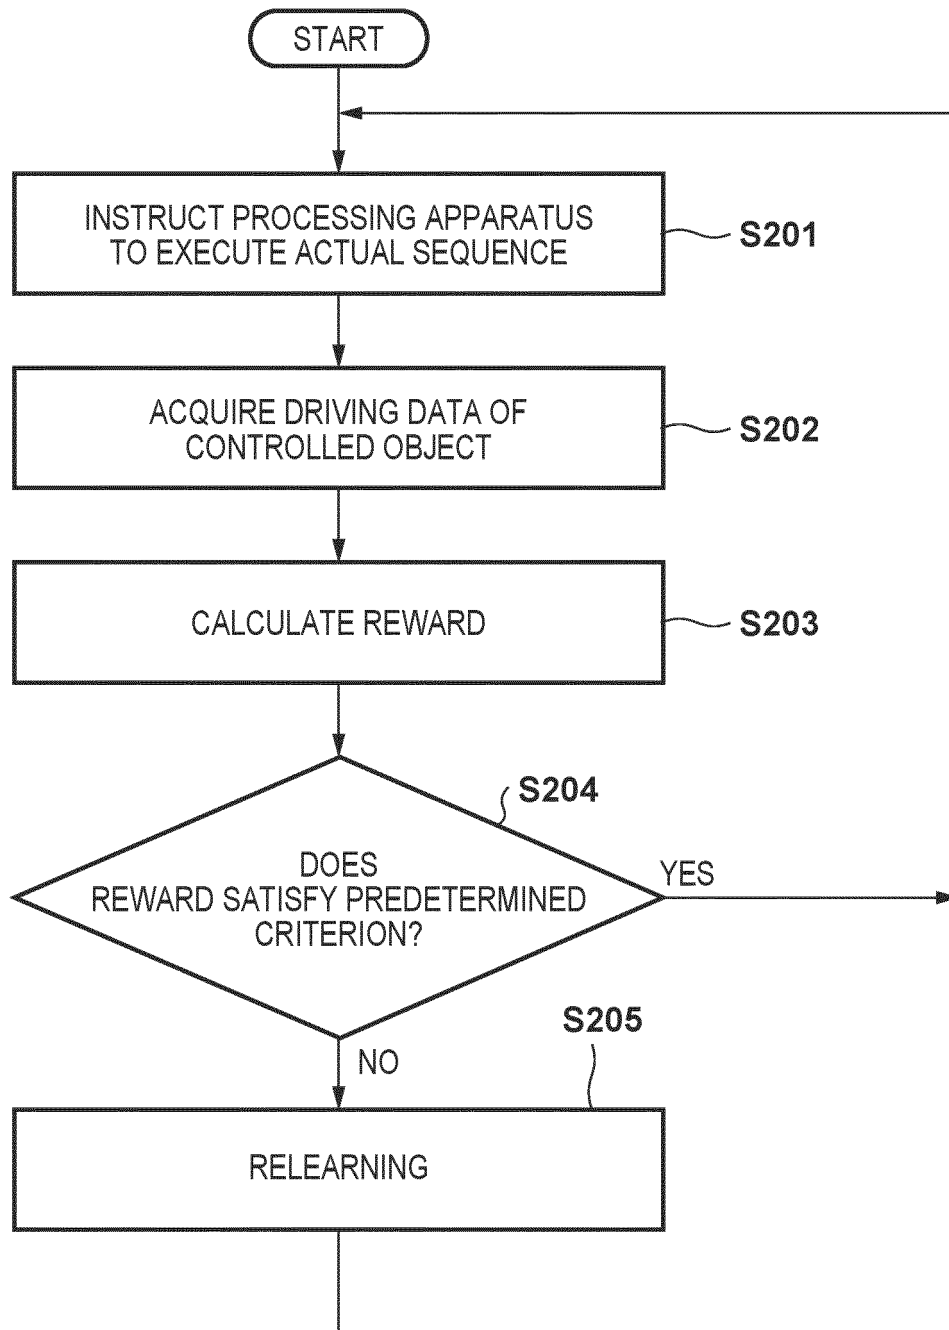 START
INSTRUCT PROCESSING APPARATUS
TO EXECUTE ACTUAL SEQUENCE
S201
ACQUIRE DRIVING DATA OF
CONTROLLED OBJECT
S202
CALCULATE REWARD
S203
S204
DOES
REWARD SATISFY PREDETERMINED
CRITERION?
YES
NO
S205
RELEARNING